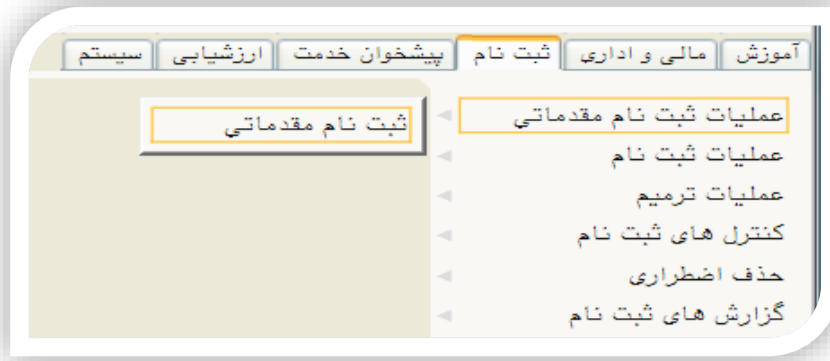 آموزش مالی و اداری ثبت نام پیشخوان خدمت ارزشیابی سیستم
عملیات ثبت نام مقدماتی
ثبت نام مقدماتی
عملیات ثبت نام
عملیات ترمیم
کنترل های ثبت نام
حذف اضطراری
گزارش های ثبت نام